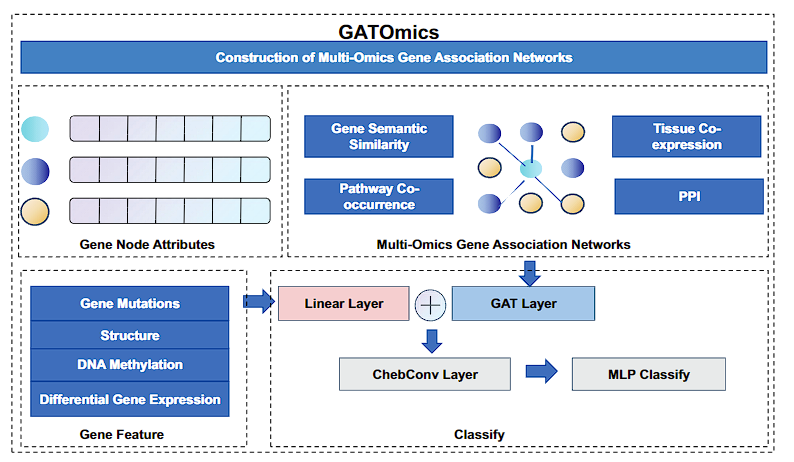 GATOmics
Construction of Multi-Omics Gene Association Networks
Gene Node Attributes
Gene Semantic
Similarity
Pathway Co-
occurrence
Tissue Co-
expression
PPI
Multi-Omics Gene Association Networks
Gene Mutations
Structure
DNA Methylation
Differential Gene Expression
Gene Feature
Linear Layer
GAT Layer
ChebConv Layer
MLP Classify
Classify